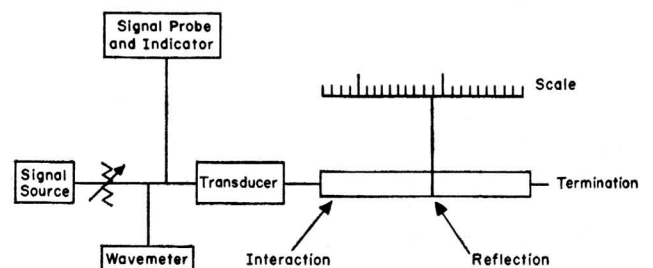 Signal Probe
and Indicator
Scale
Signal
Source
Transducer
Termination
Wavemeter
Interaction
Reflection